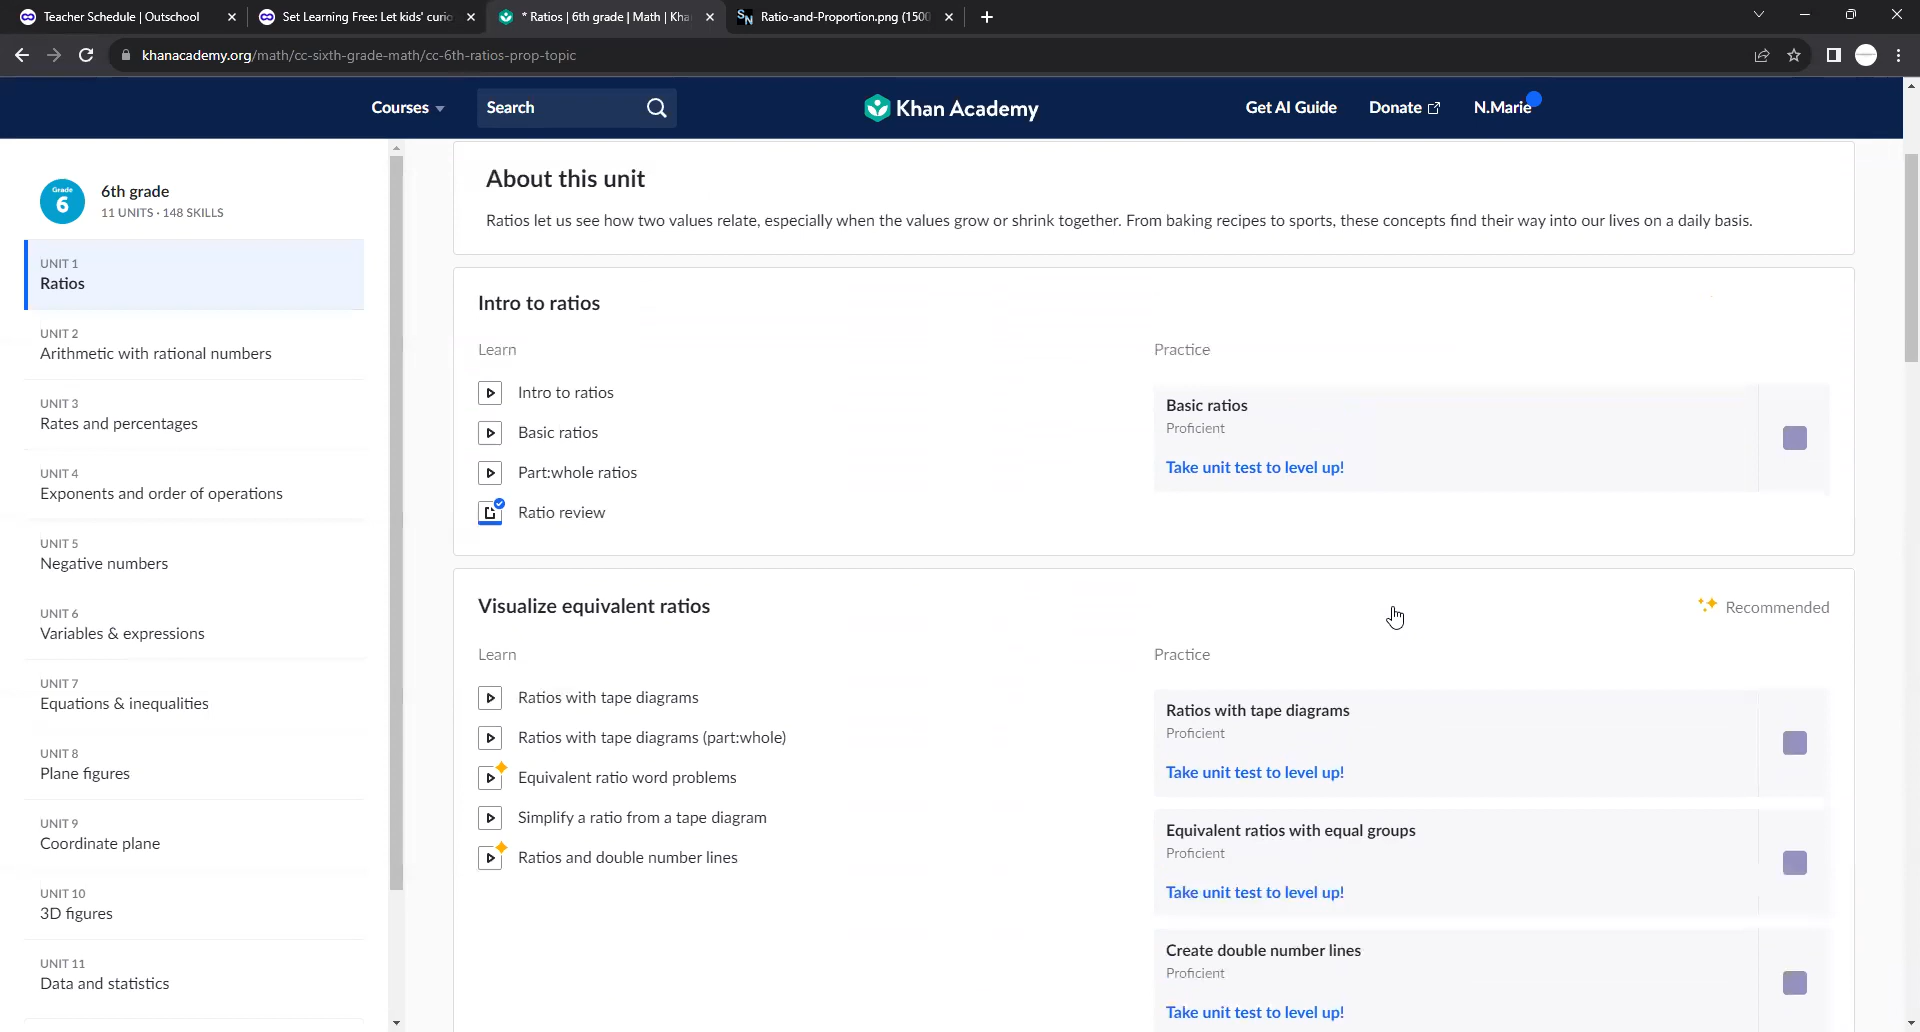 Teacher Schedule | Outschool
Set Learning Free: Let kids' curio
* Ratios | 6th grade | Math | Kha
SN
Ratio-and-Proportion.png (1500
khanacademy.org/math/cc-sixth-grade-math/cc-6th-ratios-prop-topic
Courses
Search
Khan Academy
Get AI Guide
Donate
N.Marie
Grade
6
6th grade
11 UNITS · 148 SKILLS
UNIT 1
Ratios
UNIT 2
Arithmetic with rational numbers
UNIT 3
Rates and percentages
UNIT 4
Exponents and order of operations
UNIT 5
Negative numbers
UNIT 6
Variables & expressions
UNIT 7
Equations & inequalities
UNIT 8
Plane figures
UNIT 9
Coordinate plane
UNIT 10
3D figures
UNIT 11
Data and statistics
About this unit
Ratios let us see how two values relate, especially when the values grow or shrink together. From baking recipes to sports, these concepts find their way into our lives on a daily basis.
Intro to ratios
Learn
Intro to ratios
Basic ratios
Part:whole ratios
Ratio review
Practice
Basic ratios
Proficient
Take unit test to level up!
Visualize equivalent ratios
Recommended
Learn
Ratios with tape diagrams
Ratios with tape diagrams (part:whole)
Equivalent ratio word problems
Simplify a ratio from a tape diagram
Ratios and double number lines
Practice
Ratios with tape diagrams
Proficient
Take unit test to level up!
Equivalent ratios with equal groups
Proficient
Take unit test to level up!
Create double number lines
Proficient
Take unit test to level up!